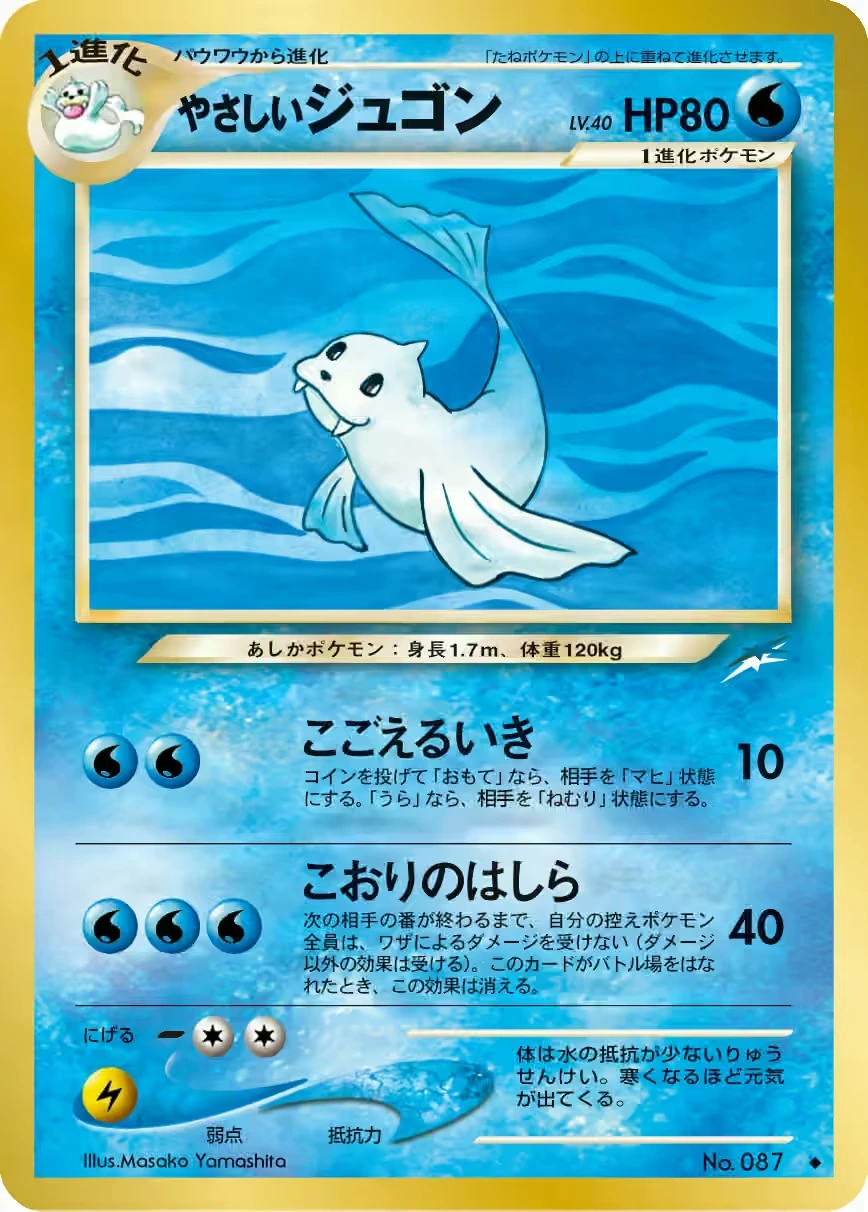 1進化
パウワウから進化
「たねポケモン」の上に重ねて進化させます。
やさしいジュゴン
LV.40 HP80
1進化ポケモン
あしかポケモン：身長1.7m、体重120kg
こごえるいき
コインを投げて「おもて」なら、相手を「マヒ」状態
にする。「うら」なら、相手を「ねむり」状態にする。
10
こおりのはしら
次の相手の番が終わるまで、自分の控えポケモン
全員は、ワザによるダメージを受けない（ダメージ
以外の効果は受ける）。このカードがバトル場をはな
れたとき、この効果は消える。
40
にげる
体は水の抵抗が少ないりゅう
せんけい。寒くなるほど元気
が出てくる。
弱点
抵抗力
Illus.Masako Yamashita
No.087